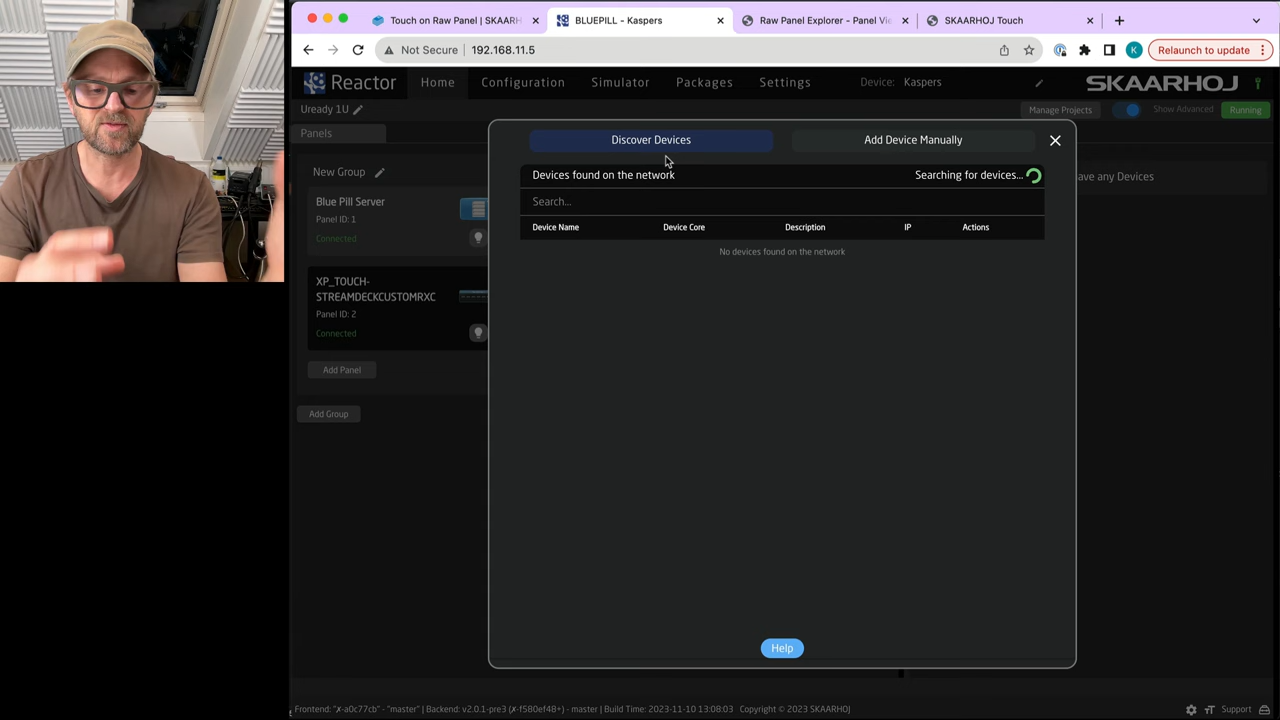 Touch on Raw Panel | SKAARH
BLUEPILL - Kaspers
Raw Panel Explorer - Panel Vie
SKAARHOJ Touch
Not Secure
192.168.11.5
K
Relaunch to update
Reactor
Home
Configuration
Simulator
Packages
Settings
Device:
Kaspers
SKAARHOJ
Uready 1U
Manage Projects
Show Advanced
Running
Panels
Discover Devices
Add Device Manually
New Group
Devices found on the network
Searching for devices...
ave any Devices
Blue Pill Server
Search...
Panel ID: 1
Device Name
Device Core
Description
IP
Actions
Connected
No devices found on the network
XP_TOUCH-
STREAMDECKCUSTOMRXC
Panel ID: 2
Connected
Add Panel
Add Group
Help
Frontend: "✗-a0c77cb" - "master" | Backend: v2.0.1-pre3 (✗-f580ef48+) - master | Build Time: 2023-11-10 13:08:03 Copyright © 2023 SKAARHOJ
Support